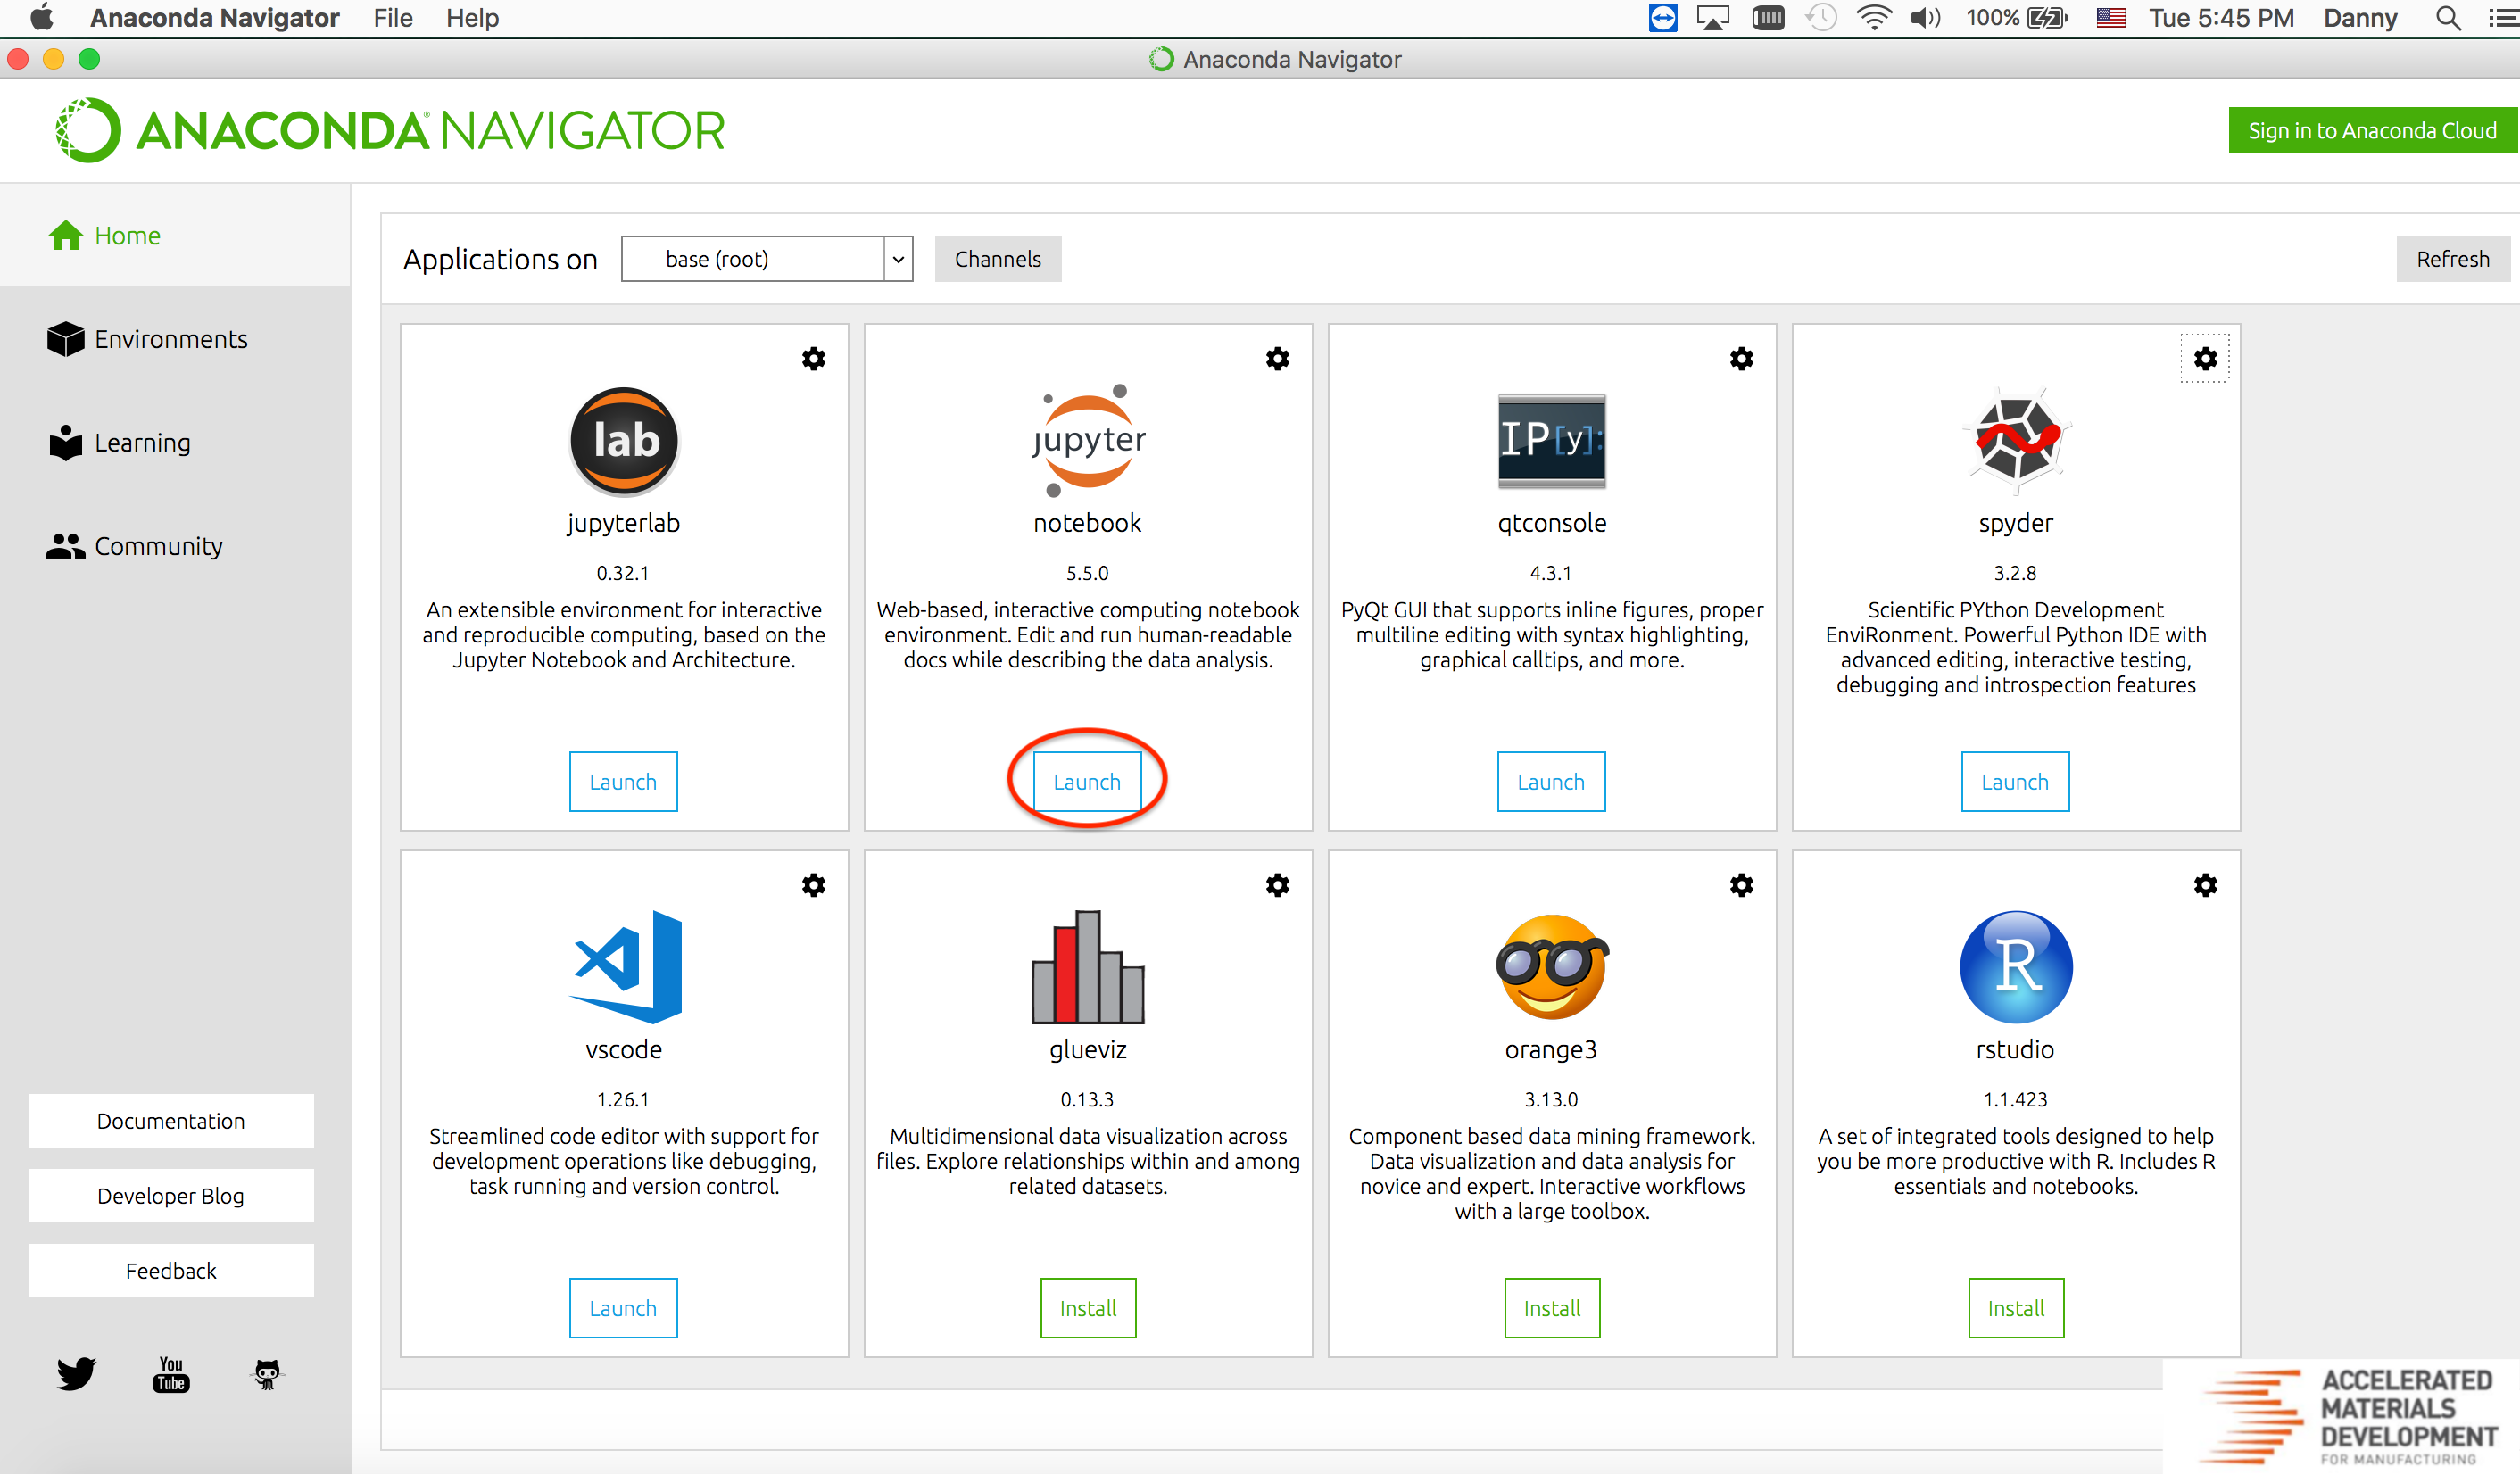 Anaconda Navigator File Help 100% Tue 5:45 PM Danny
Anaconda Navigator
ANACONDA® NAVIGATOR
Sign in to Anaconda Cloud
Home
Environments
Learning
Community
Documentation
Developer Blog
Feedback
You
Tube
Applications on base (root) Channels Refresh
lab
jupyterlab
0.32.1
An extensible environment for interactive
and reproducible computing, based on the
Jupyter Notebook and Architecture.
Launch
jupyter
notebook
5.5.0
Web-based, interactive computing notebook
environment. Edit and run human-readable
docs while describing the data analysis.
Launch
IP[y]:
qtconsole
4.3.1
PyQt GUI that supports inline figures, proper
multiline editing with syntax highlighting,
graphical calltips, and more.
Launch
spyder
3.2.8
Scientific PYthon Development
EnviRonment. Powerful Python IDE with
advanced editing, interactive testing,
debugging and introspection features
Launch
vscode
1.26.1
Streamlined code editor with support for
development operations like debugging,
task running and version control.
Launch
glueviz
0.13.3
Multidimensional data visualization across
files. Explore relationships within and among
related datasets.
Install
orange3
3.13.0
Component based data mining framework.
Data visualization and data analysis for
novice and expert. Interactive workflows
with a large toolbox.
Install
R
rstudio
1.1.423
A set of integrated tools designed to help
you be more productive with R. Includes R
essentials and notebooks.
Install
ACCELERATED
MATERIALS
DEVELOPMENT
FOR MANUFACTURING